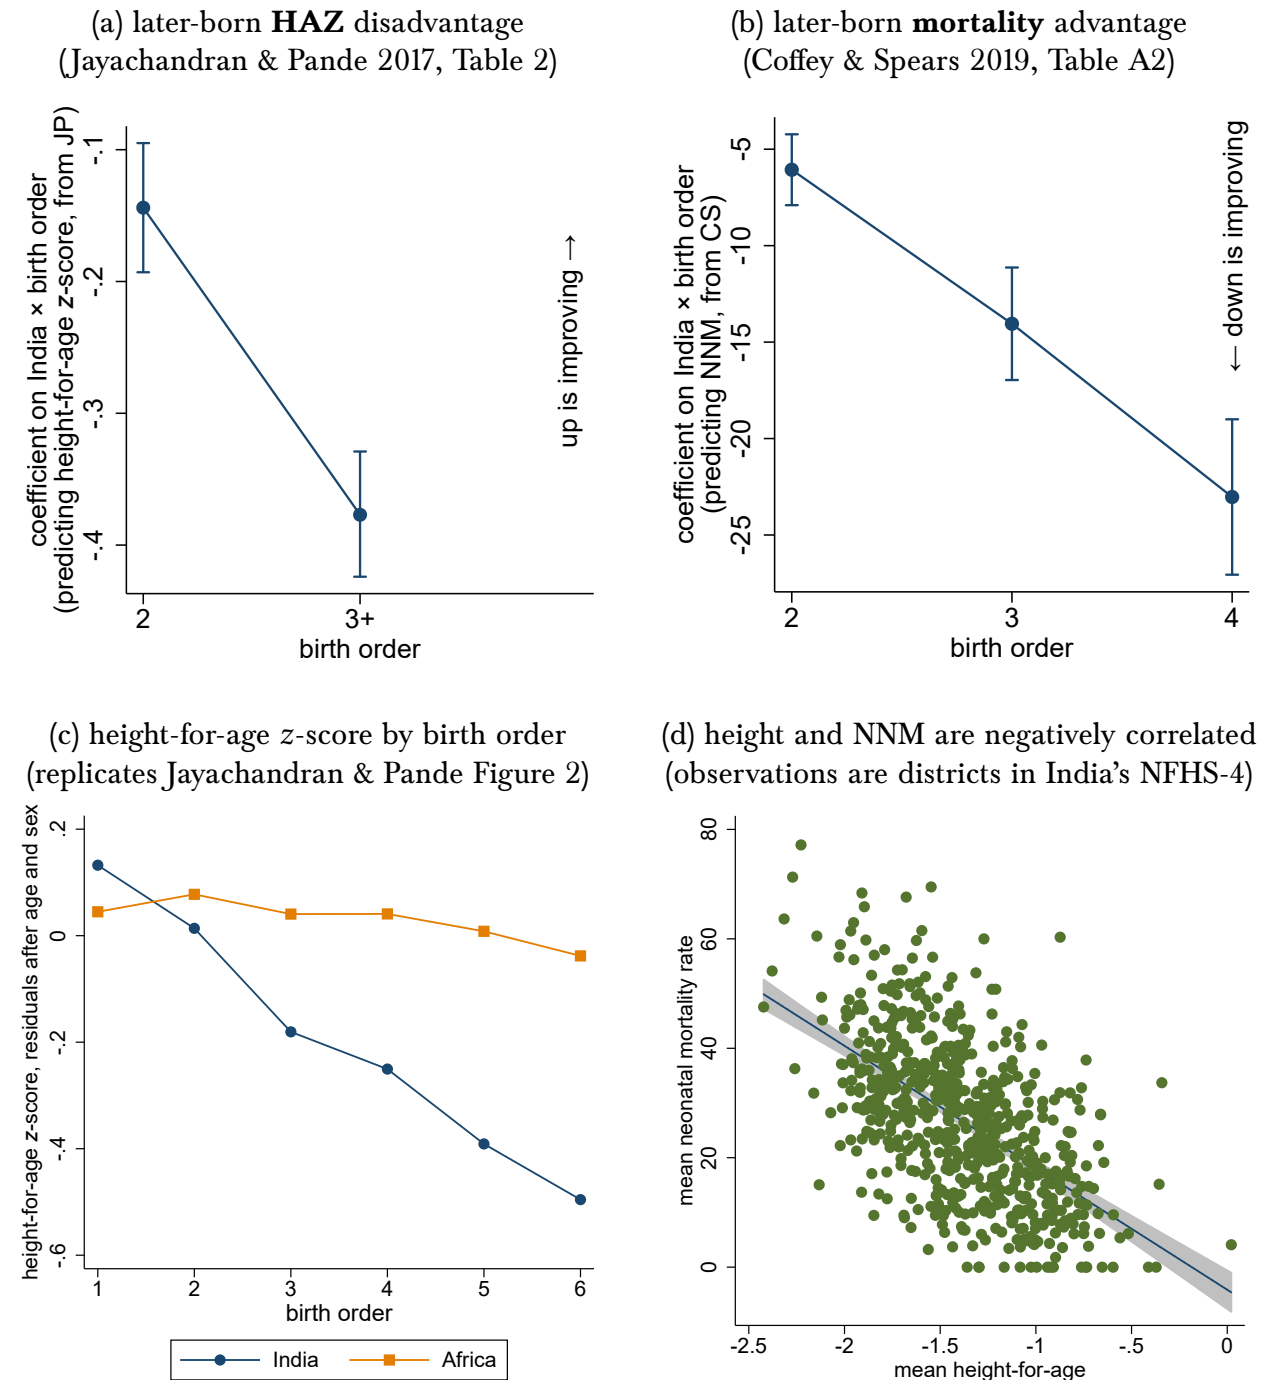 (a) later-born HAZ disadvantage
(Jayachandran & Pande 2017, Table 2)
coefficient on India × birth order
(predicting height-for-age z-score, from JP)
-.1
-.2
-.3
-.4
up is improving →
2
3+
birth order
(b) later-born mortality advantage
(Coffey & Spears 2019, Table A2)
coefficient on India × birth order
(predicting NNM, from CS)
-5
-10
-15
-20
-25
← down is improving
2
3
4
birth order
(c) height-for-age z-score by birth order
(replicates Jayachandran & Pande Figure 2)
height-for-age z-score, residuals after age and sex
.2
0
-.2
-.4
-.6
1
2
3
4
5
6
birth order
India
Africa
(d) height and NNM are negatively correlated
(observations are districts in India's NFHS-4)
mean neonatal mortality rate
80
60
40
20
0
-2.5
-2
-1.5
-1
-.5
0
mean height-for-age